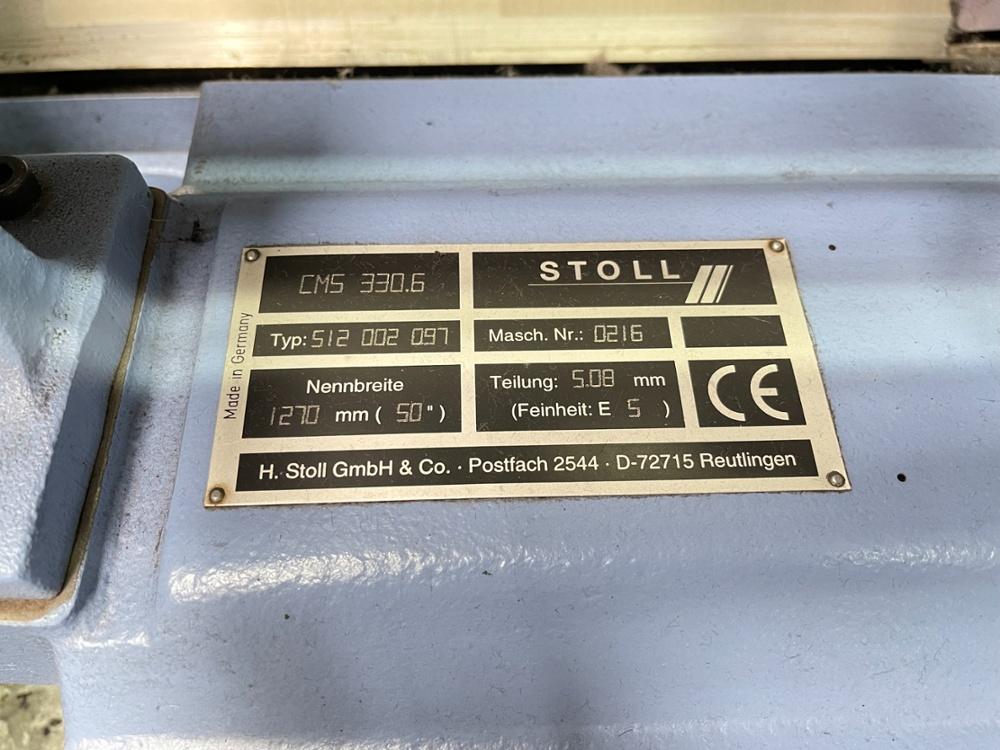 CMS 330.6
STOLL
Made in Germany
Typ: 512 002 097
Masch. Nr.: 0216
Nennbreite
1270 mm ( 50" )
Teilung: 5.08 mm
(Feinheit: E 5 )
CE
H. Stoll GmbH & Co. · Postfach 2544 · D-72715 Reutlingen